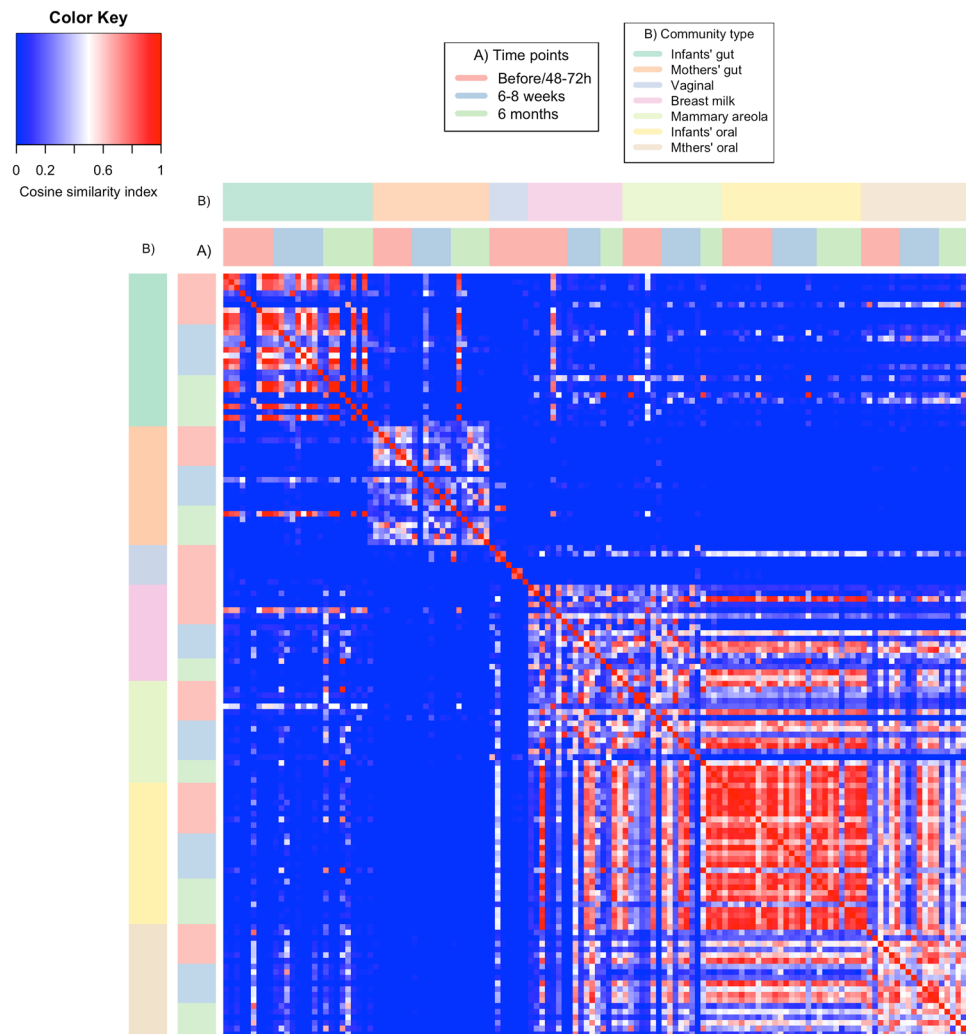 Color Key
0 0.2 0.6 1
Cosine similarity index
A) Time points
Before/48-72h
6-8 weeks
6 months
B) Community type
Infants' gut
Mothers' gut
Vaginal
Breast milk
Mammary areola
Infants' oral
Mthers' oral
B)
B) A)